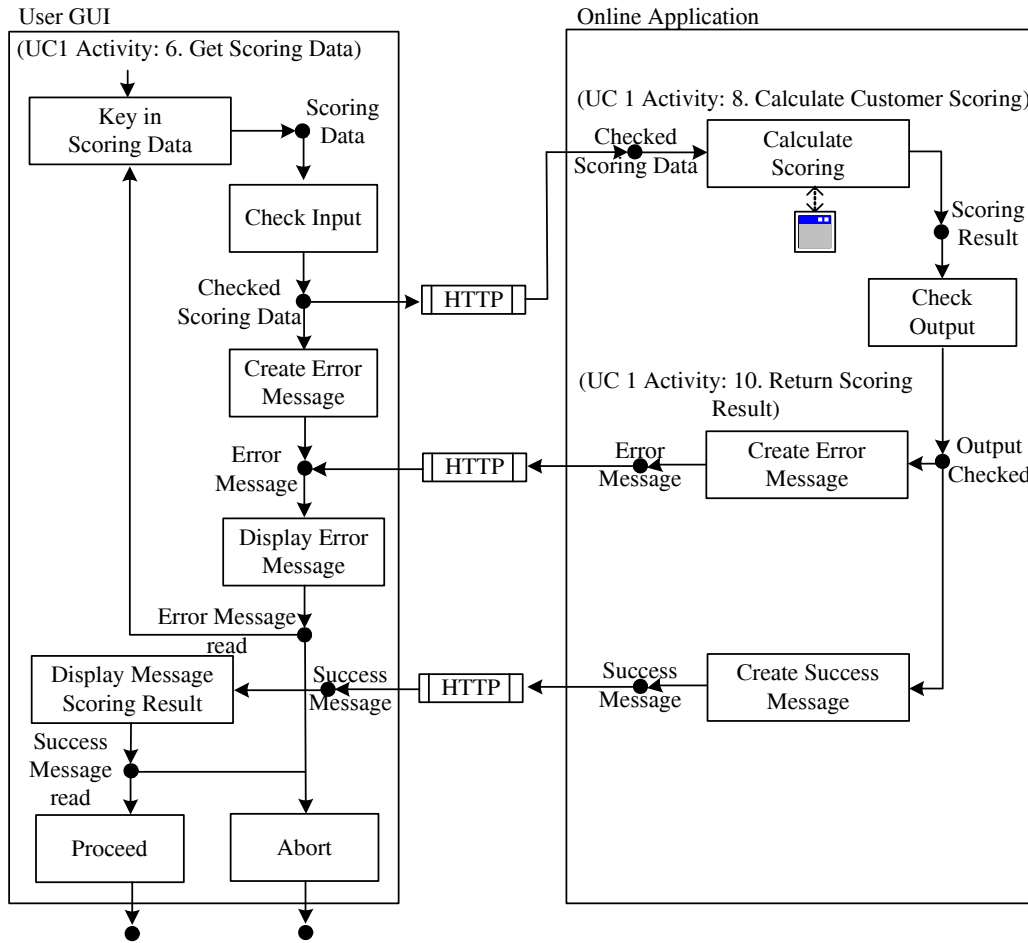 User GUI
Online Application
(UC1 Activity: 6. Get Scoring Data)
Key in
Scoring Data
Scoring
Data
Check Input
Checked
Scoring Data
HTTP
Create Error
Message
Error
Message
HTTP
Display Error
Message
Error Message
read
Display Message
Scoring Result
Success
Message
HTTP
Success
Message
read
Proceed
Abort
(UC 1 Activity: 8. Calculate Customer Scoring)
Checked
Scoring Data
Calculate
Scoring
Scoring
Result
Check
Output
(UC 1 Activity: 10. Return Scoring
Result)
Error
Message
Create Error
Message
Output
Checked
Success
Message
Create Success
Message